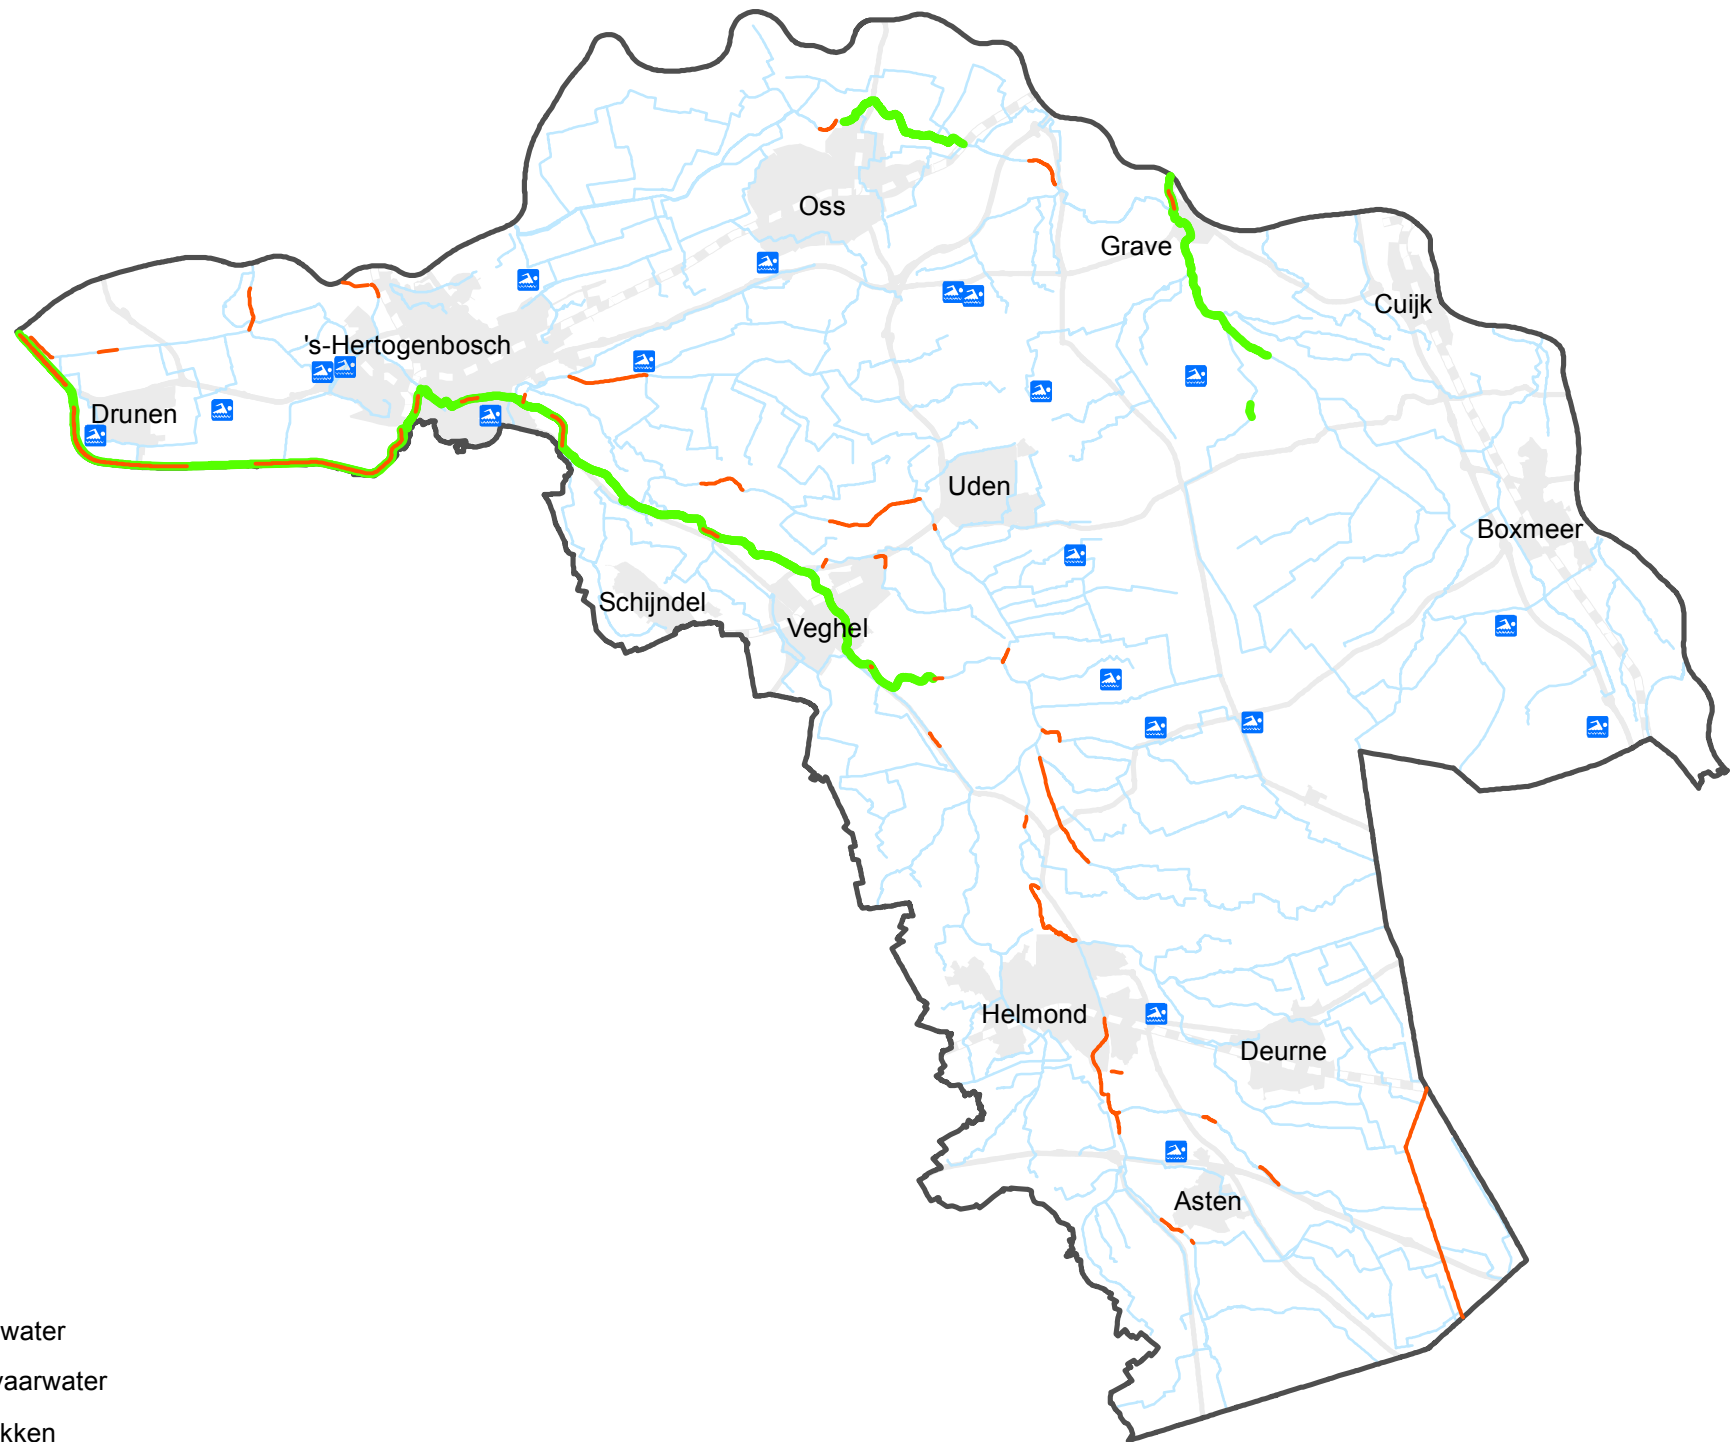 Oss
Grave
Cuijk
's-Hertogenbosch
Drunen
Uden
Boxmeer
Schijndel
Veghel
Helmond
Deurne
Asten
water
vaarwater
kken